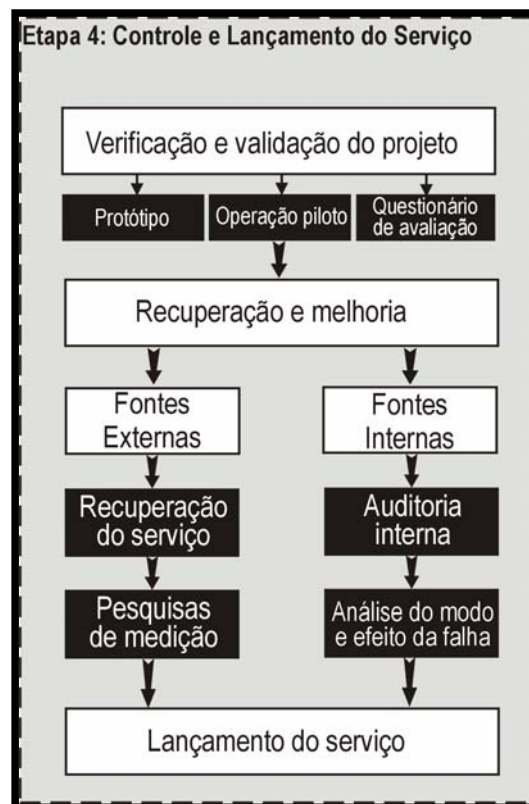 Etapa 4: Controle e Lançamento do Serviço
Verificação e validação do projeto
Protótipo
Operação piloto
Questionário
de avaliação
Recuperação e melhoria
Fontes
Externas
Fontes
Internas
Recuperação
do serviço
Auditoria
interna
Pesquisas
de medição
Análise do modo
e efeito da falha
Lançamento do serviço